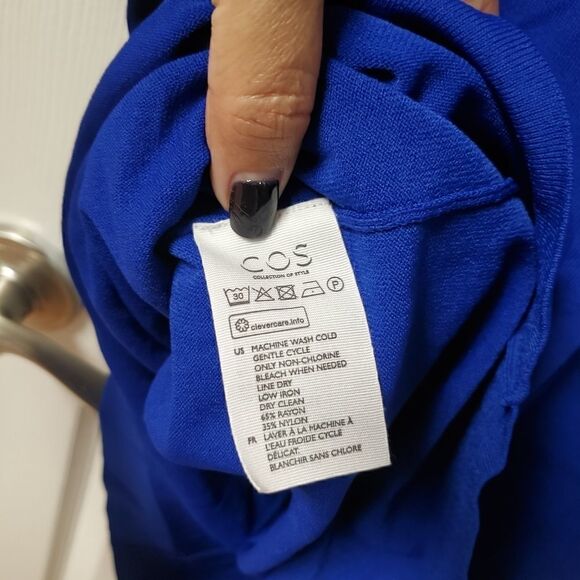 COS
COLLECTION OF STYLE
30 P
clevercare.info
US MACHINE WASH COLD
GENTLE CYCLE
ONLY NON-CHLORINE
BLEACH WHEN NEEDED
LINE DRY
LOW IRON
DRY CLEAN
65% RAYON
35% NYLON
FR LAVER À LA MACHINE À
L'EAU FROIDE CYCLE
DÉLICAT.
BLANCHIR SANS CHLORE